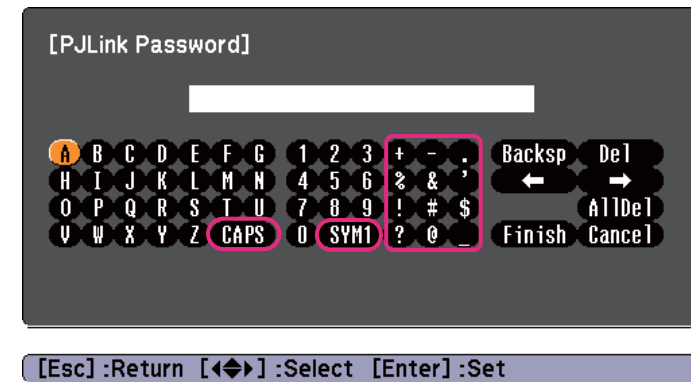 [PJLink Password]
A B C D E F G 1 2 3 + - . Backsp Del
H I J K L M N 4 5 6 % & ' ← →
O P Q R S T U 7 8 9 ! # $ AllDel
V W X Y Z CAPS 0 SYM1 ? @ _ Finish Cancel
[Esc] :Return [◀◆▶] :Select [Enter] :Set